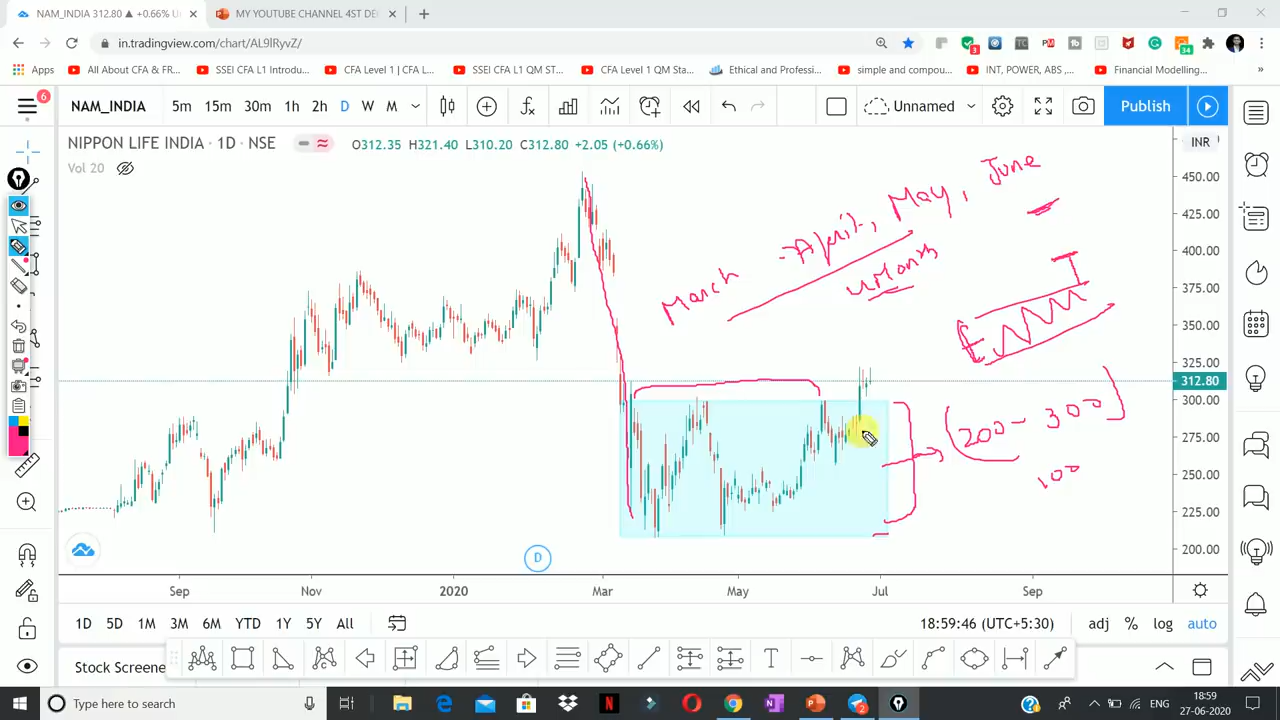 NAM_INDIA 312.80 ▲ +0.66% U
MY YOUTUBE CHANNEL 4ST DE
in.tradingview.com/chart/AL9lRyvZ/
Apps
All About CFA & FR...
SSEI CFA L1 Introdu...
CFA Level 1 | CFA L...
SSEI CFA L1 QM ST...
CFA Level 1 QM Sta...
Ethical and Professi...
simple and compou...
INT, POWER, ABS ,...
Financial Modelling...
NAM_INDIA 5m 15m 30m 1h 2h D W M Unnamed Publish
NIPPON LIFE INDIA · 1D · NSE O312.35 H321.40 L310.20 C312.80 +2.05 (+0.66%) INR
Vol 20
450.00
425.00
400.00
375.00
350.00
325.00
312.80
300.00
275.00
250.00
225.00
200.00
March - April, May, June
4 Month
(200 - 300)
100
D
Sep Nov 2020 Mar May Jul Sep
1D 5D 1M 3M 6M YTD 1Y 5Y All 18:59:46 (UTC+5:30) adj % log auto
Stock Screene
Type here to search
ENG
18:59
27-06-2020